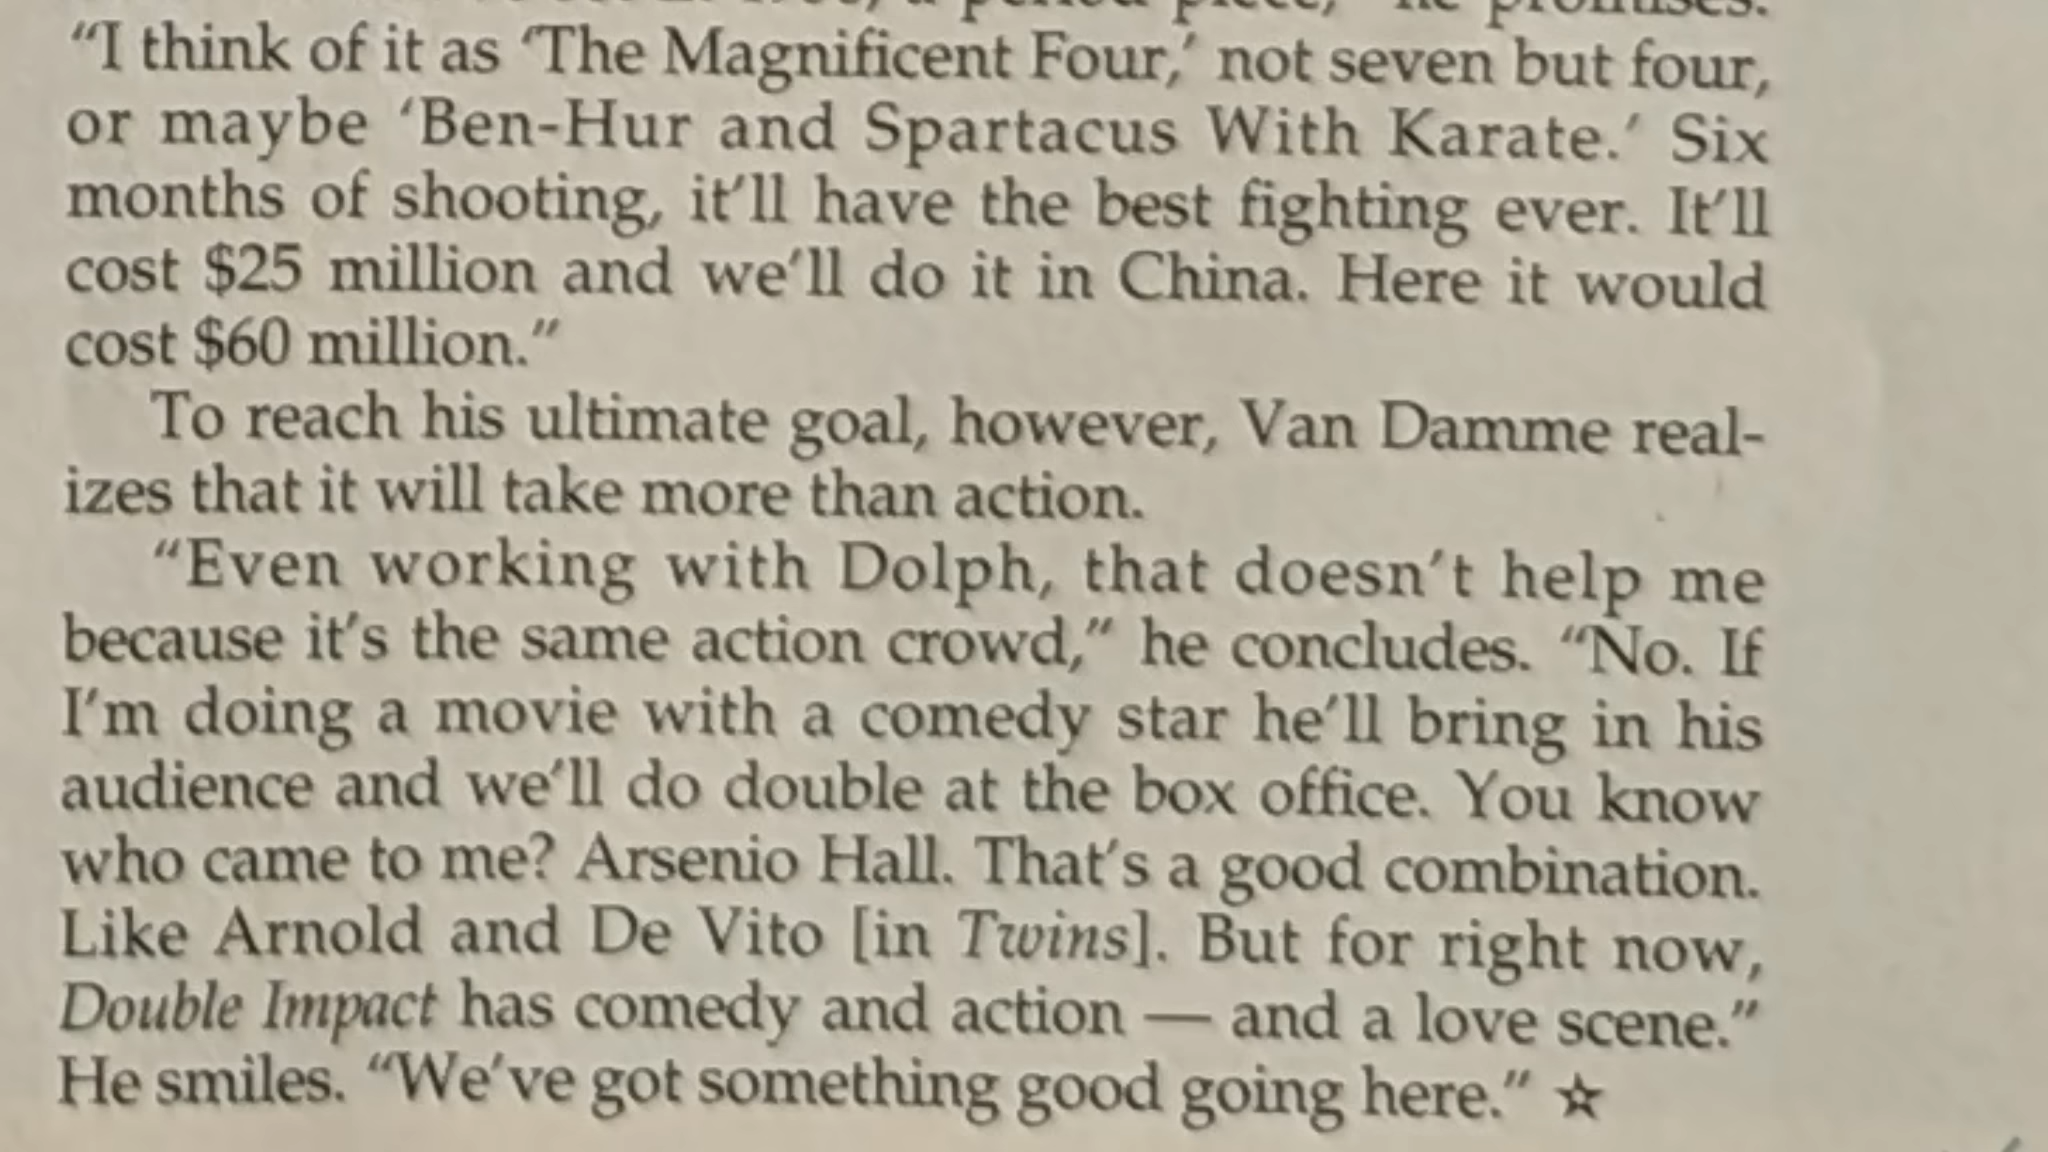 a period piece," he promises.
“I think of it as ‘The Magnificent Four,’ not seven but four,
or maybe ‘Ben-Hur and Spartacus With Karate.’ Six
months of shooting, it’ll have the best fighting ever. It’ll
cost $25 million and we’ll do it in China. Here it would
cost $60 million.”
To reach his ultimate goal, however, Van Damme real-
izes that it will take more than action.
“Even working with Dolph, that doesn’t help me
because it’s the same action crowd,” he concludes. “No. If
I’m doing a movie with a comedy star he’ll bring in his
audience and we’ll do double at the box office. You know
who came to me? Arsenio Hall. That’s a good combination.
Like Arnold and De Vito [in Twins]. But for right now,
Double Impact has comedy and action — and a love scene.”
He smiles. “We’ve got something good going here.” ☆